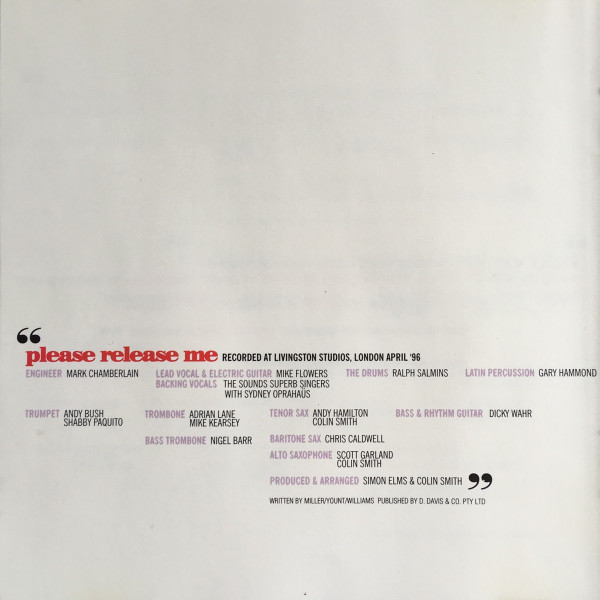 “
please release me RECORDED AT LIVINGSTON STUDIOS, LONDON APRIL '96
ENGINEER MARK CHAMBERLAIN LEAD VOCAL & ELECTRIC GUITAR MIKE FLOWERS THE DRUMS RALPH SALMINS LATIN PERCUSSION GARY HAMMOND
BACKING VOCALS THE SOUNDS SUPERB SINGERS
WITH SYDNEY OPRAHAÜS
TRUMPET ANDY BUSH TROMBONE ADRIAN LANE TENOR SAX ANDY HAMILTON BASS & RHYTHM GUITAR DICKY WAHR
SHABBY PAQUITO MIKE KEARSEY COLIN SMITH
BASS TROMBONE NIGEL BARR BARITONE SAX CHRIS CALDWELL
ALTO SAXOPHONE SCOTT GARLAND
COLIN SMITH
PRODUCED & ARRANGED SIMON ELMS & COLIN SMITH ”
WRITTEN BY MILLER/YOUNT/WILLIAMS PUBLISHED BY D. DAVIS & CO. PTY LTD